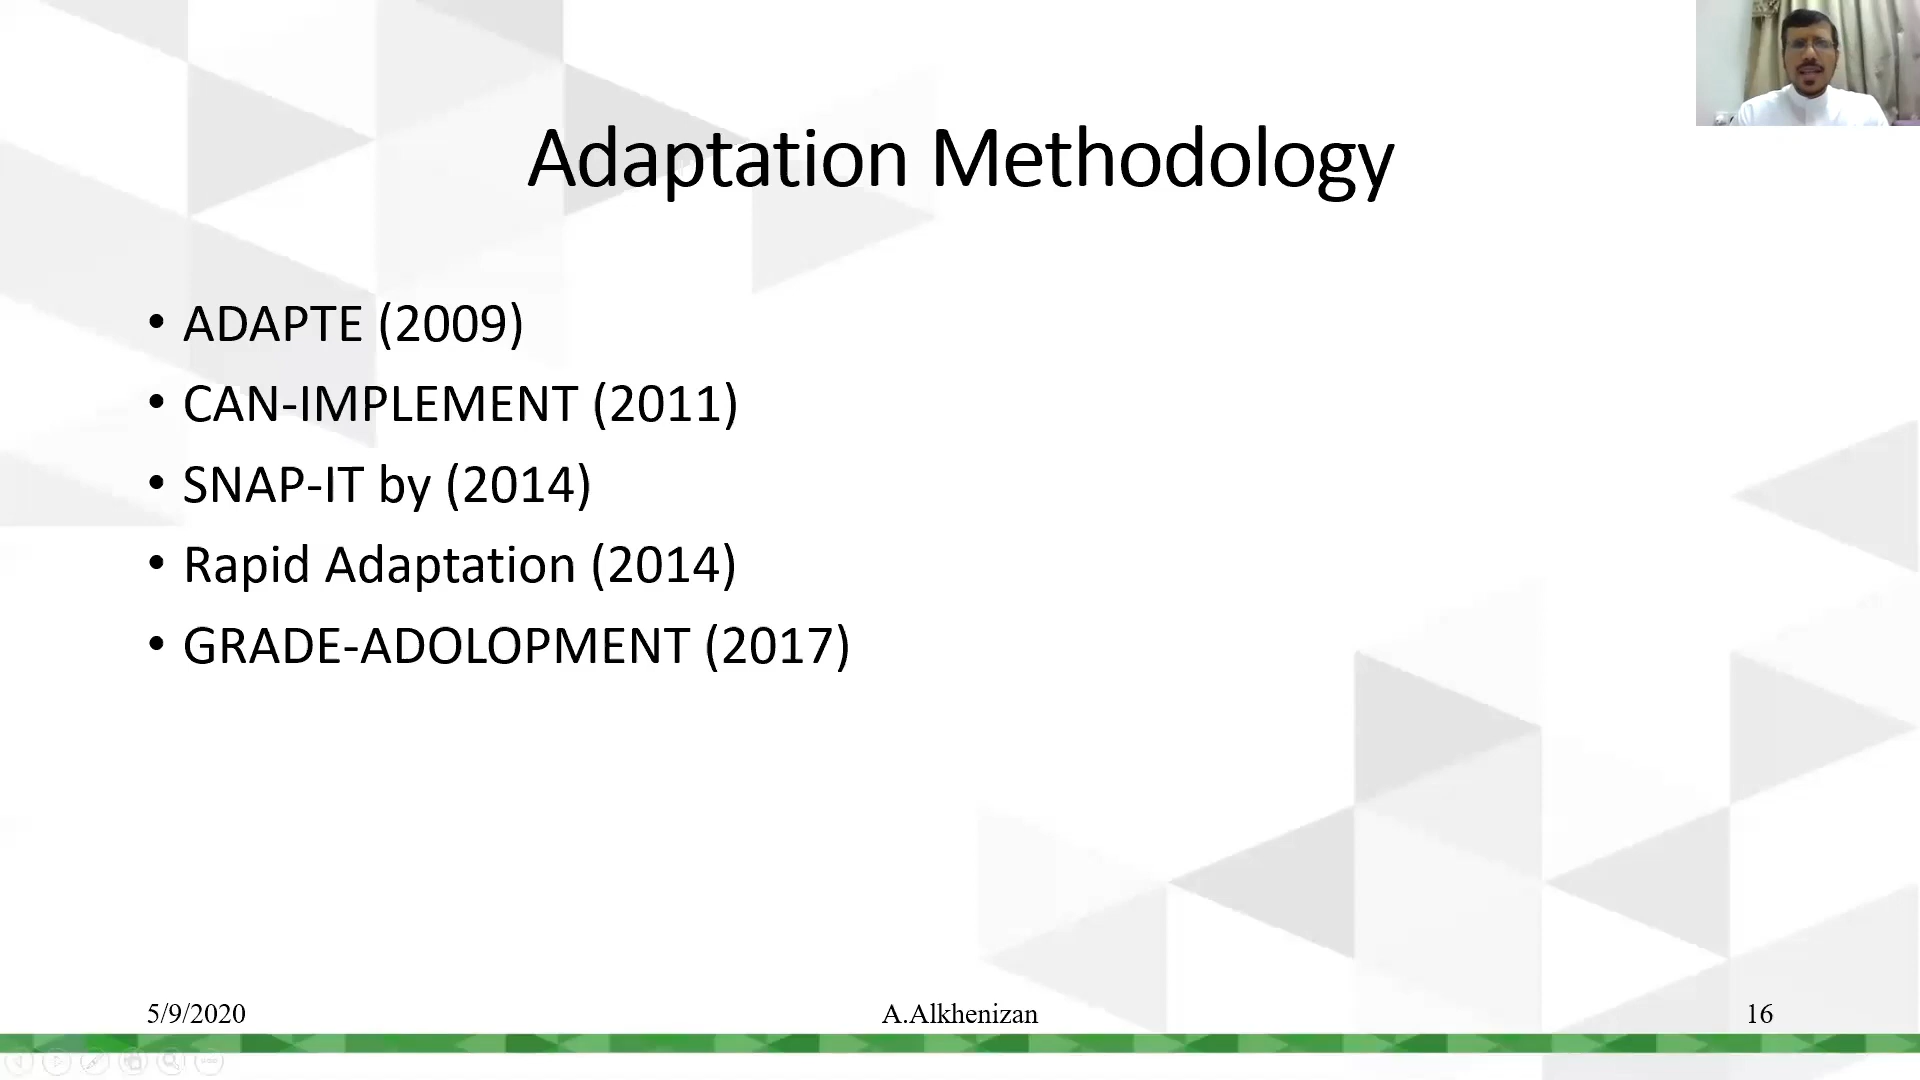 Adaptation Methodology
• ADAPTE (2009)
• CAN-IMPLEMENT (2011)
• SNAP-IT by (2014)
• Rapid Adaptation (2014)
• GRADE-ADOLOPMENT (2017)
5/9/2020
A.Alkhenizan
16